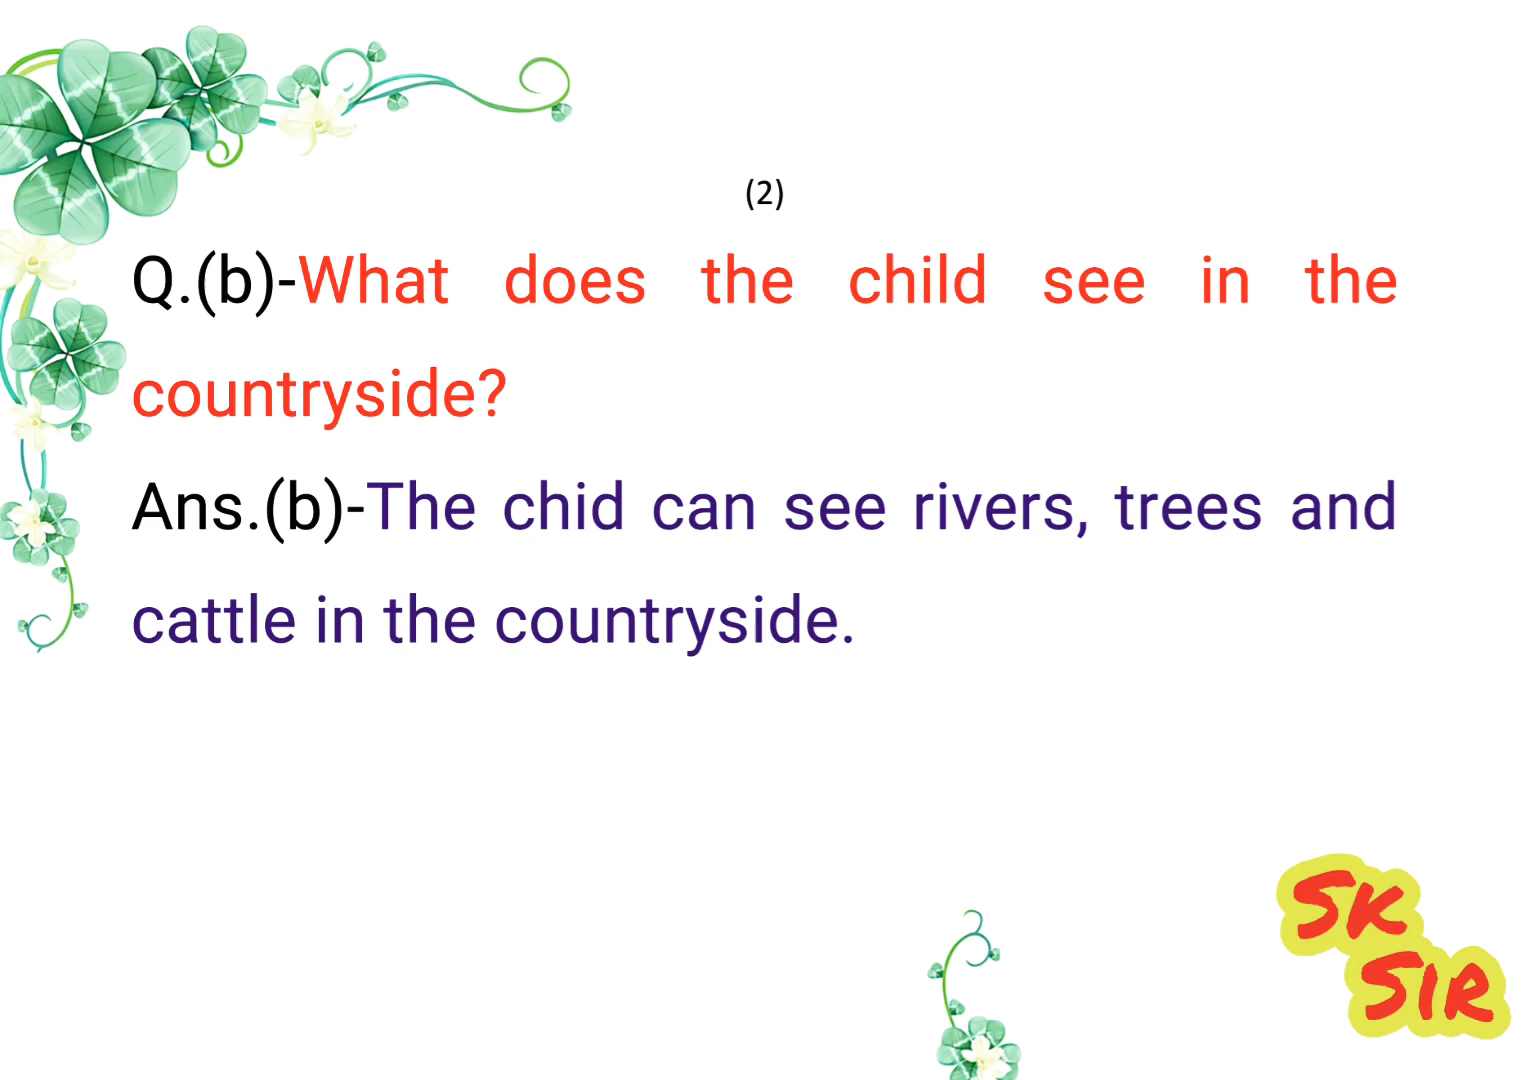 (2)
Q.(b)-What does the child see in the
countryside?
Ans.(b)-The chid can see rivers, trees and
cattle in the countryside.
SK
SIR